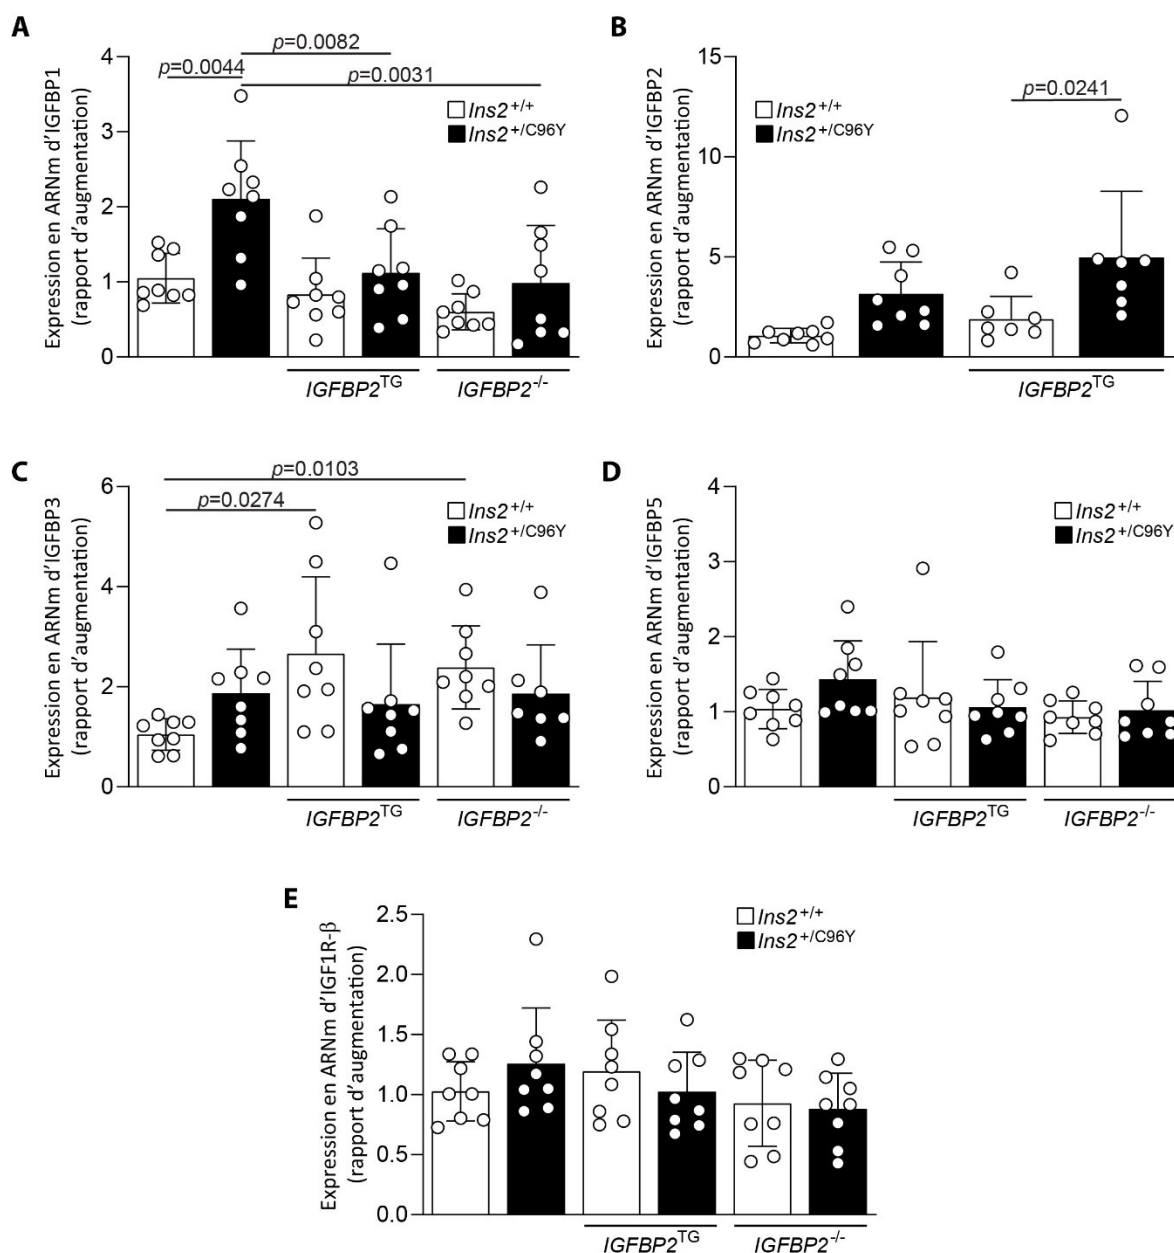 A
Expression en ARNm d'IGFBP1
(rapport d'augmentation)
4
3
2
1
0
p=0.0082
p=0.0044
p=0.0031
Ins2+/+
Ins2+/C96Y
IGFBP2TG
IGFBP2-/-
B
Expression en ARNm d'IGFBP2
(rapport d'augmentation)
15
10
5
0
p=0.0241
Ins2+/+
Ins2+/C96Y
IGFBP2TG
C
Expression en ARNm d'IGFBP3
(rapport d'augmentation)
6
4
2
0
p=0.0103
p=0.0274
Ins2+/+
Ins2+/C96Y
IGFBP2TG
IGFBP2-/-
D
Expression en ARNm d'IGFBP5
(rapport d'augmentation)
4
3
2
1
0
Ins2+/+
Ins2+/C96Y
IGFBP2TG
IGFBP2-/-
E
Expression en ARNm d'IGF1R-β
(rapport d'augmentation)
2.5
2.0
1.5
1.0
0.5
0.0
Ins2+/+
Ins2+/C96Y
IGFBP2TG
IGFBP2-/-